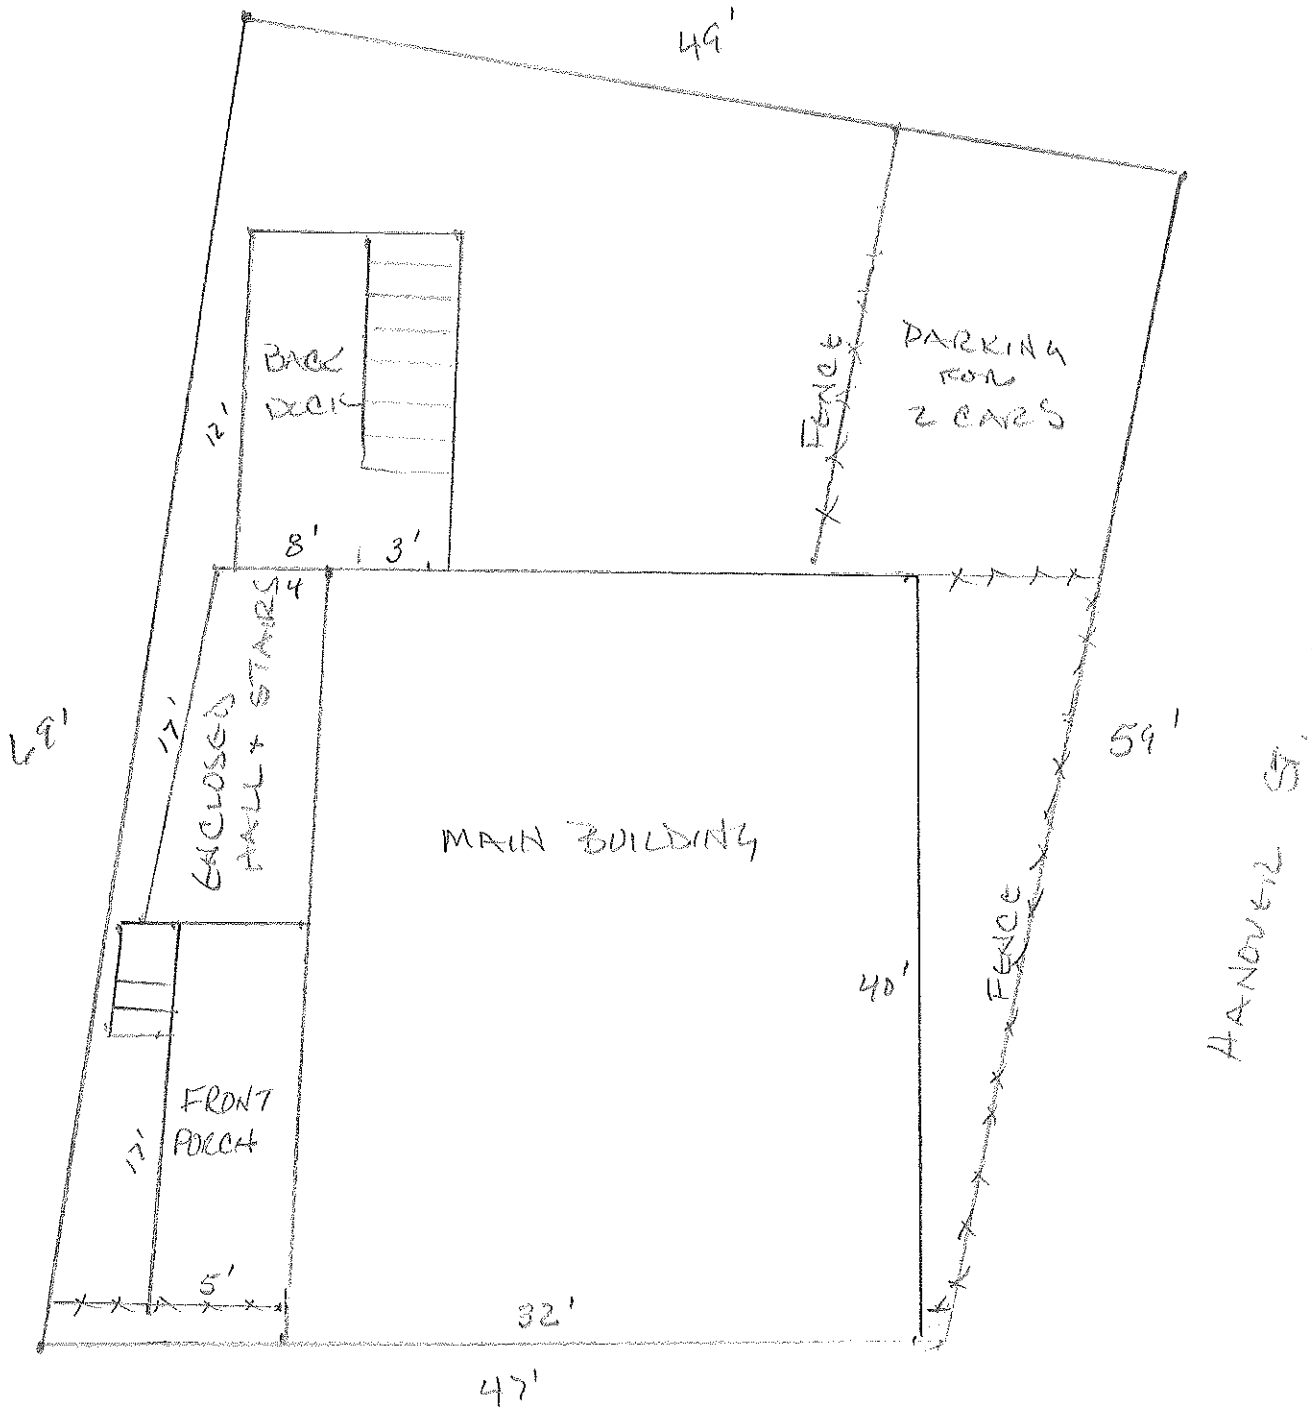 49'
PARKING
FOR
2 CARS
FENCE
BACK
DECK
12'
8'
3'
4
ENCLOSED
HALL + STAIRS
17'
69'
59'
HANOVER ST.
MAIN BUILDING
FENCE
40'
FRONT
PORCH
17'
5'
32'
47'